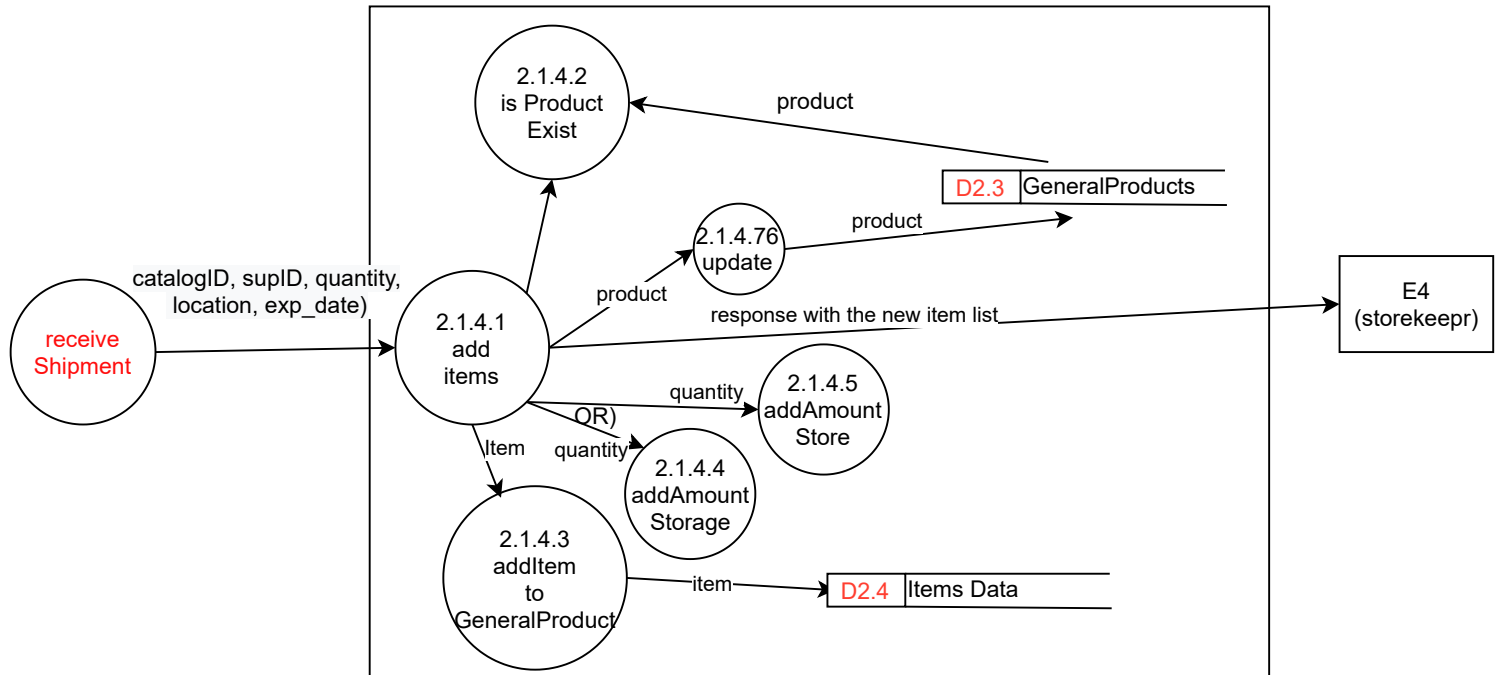 2.1.4.2
is Product
Exist
product
D2.3
GeneralProducts
2.1.4.76
update
product
catalogID, supID, quantity,
location, exp_date)
product
E4
(storekeepr)
response with the new item list
2.1.4.1
add
items
receive
Shipment
quantity
2.1.4.5
addAmount
Store
OR)
quantity
Item
2.1.4.4
addAmount
Storage
2.1.4.3
addItem
to
GeneralProduct
item
D2.4
Items Data